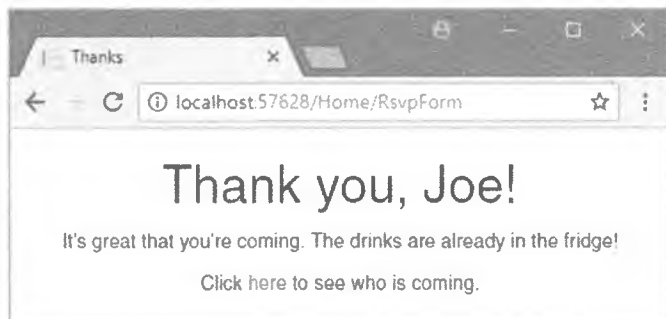 Thanks
localhost:57628/Home/RsvpForm
Thank you, Joe!
It's great that you're coming. The drinks are already in the fridge!
Click here to see who is coming.